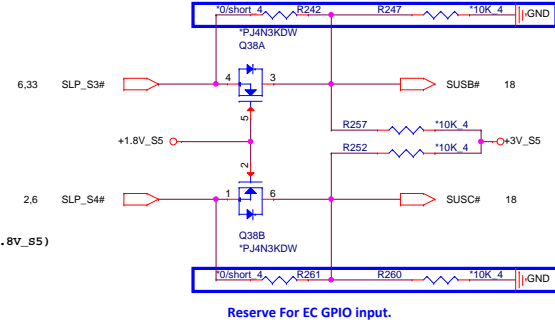 *0/short_4 R242 R247 *10K_4 GND
*PJ4N3KDW
Q38A
6,33 SLP_S3# 4 3 SUSB# 18
5
R257 *10K_4
+1.8V_S5 +3V_S5
R252 *10K_4
2
2,6 SLP_S4# 1 6 SUSC# 18
Q38B
.8V_S5)
*PJ4N3KDW
*0/short_4 R261 R260 *10K_4 GND
Reserve For EC GPIO input.